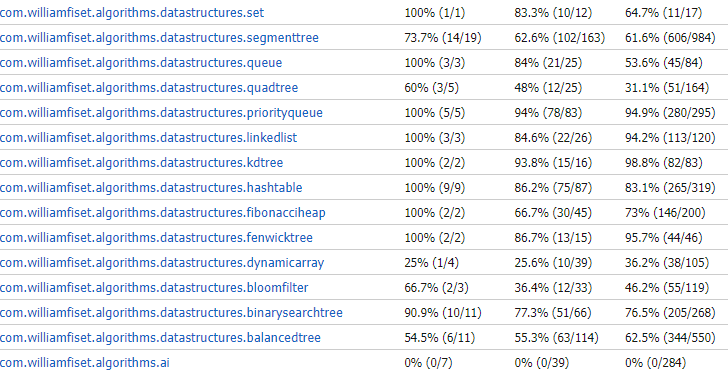 com.williamfiset.algorithms.datastructures.set 100% (1/1) 83.3% (10/12) 64.7% (11/17)
com.williamfiset.algorithms.datastructures.segmenttree 73.7% (14/19) 62.6% (102/163) 61.6% (606/984)
com.williamfiset.algorithms.datastructures.queue 100% (3/3) 84% (21/25) 53.6% (45/84)
com.williamfiset.algorithms.datastructures.quadtree 60% (3/5) 48% (12/25) 31.1% (51/164)
com.williamfiset.algorithms.datastructures.priorityqueue 100% (5/5) 94% (78/83) 94.9% (280/295)
com.williamfiset.algorithms.datastructures.linkedlist 100% (3/3) 84.6% (22/26) 94.2% (113/120)
com.williamfiset.algorithms.datastructures.kdtree 100% (2/2) 93.8% (15/16) 98.8% (82/83)
com.williamfiset.algorithms.datastructures.hashtable 100% (9/9) 86.2% (75/87) 83.1% (265/319)
com.williamfiset.algorithms.datastructures.fibonacciheap 100% (2/2) 66.7% (30/45) 73% (146/200)
com.williamfiset.algorithms.datastructures.fenwicktree 100% (2/2) 86.7% (13/15) 95.7% (44/46)
com.williamfiset.algorithms.datastructures.dynamicarray 25% (1/4) 25.6% (10/39) 36.2% (38/105)
com.williamfiset.algorithms.datastructures.bloomfilter 66.7% (2/3) 36.4% (12/33) 46.2% (55/119)
com.williamfiset.algorithms.datastructures.binarysearchtree 90.9% (10/11) 77.3% (51/66) 76.5% (205/268)
com.williamfiset.algorithms.datastructures.balancedtree 54.5% (6/11) 55.3% (63/114) 62.5% (344/550)
com.williamfiset.algorithms.ai 0% (0/7) 0% (0/39) 0% (0/284)